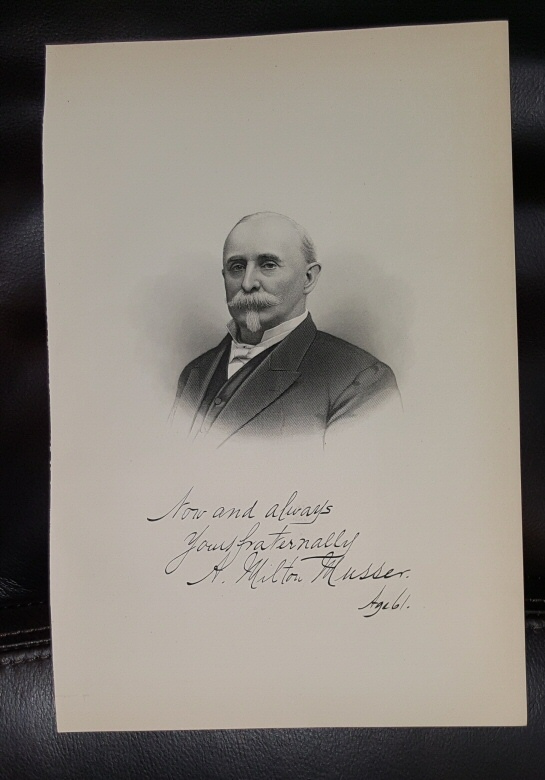 Now and always
Yours fraternally
A. Milton Musser.
Age 61.